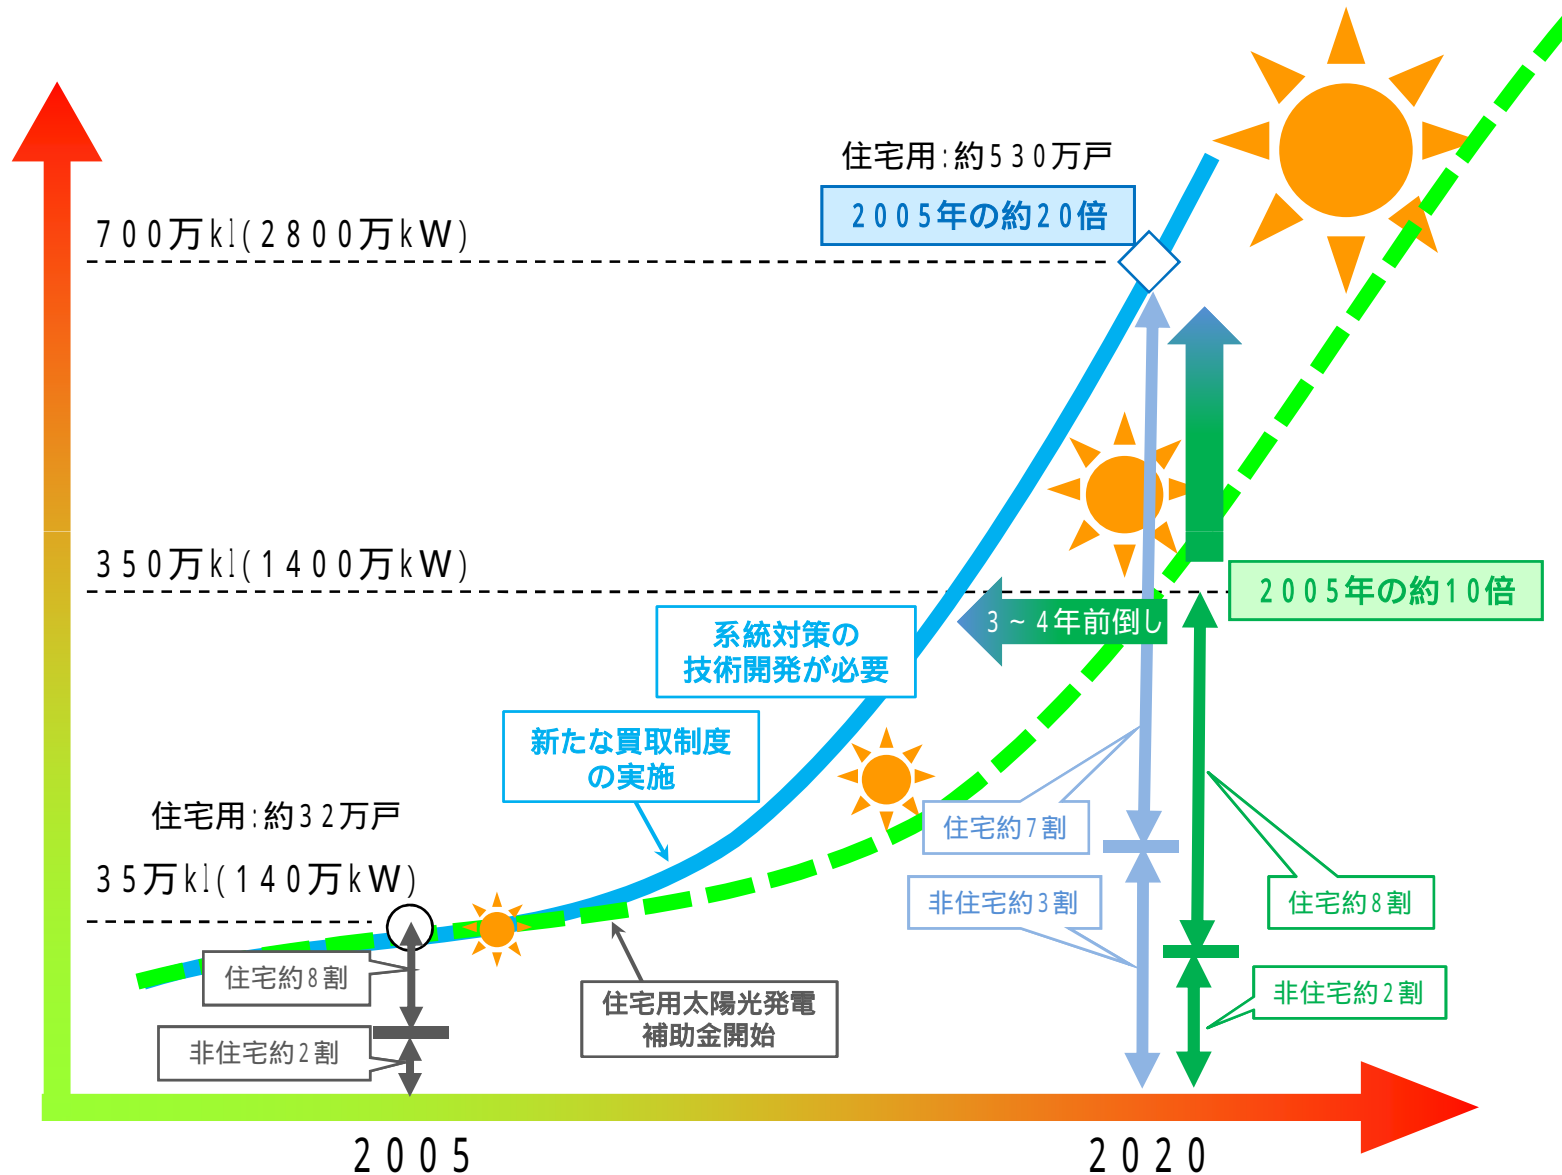 住宅用:約530万戸
2005年の約20倍
700万kl(2800万kW)
350万kl(1400万kW)
2005年の約10倍
3~4年前倒し
系統対策の
技術開発が必要
新たな買取制度
の実施
住宅用:約32万戸
35万kl(140万kW)
住宅約7割
非住宅約3割
住宅約8割
住宅約8割
非住宅約2割
住宅用太陽光発電
補助金開始
非住宅約2割
2005
2020